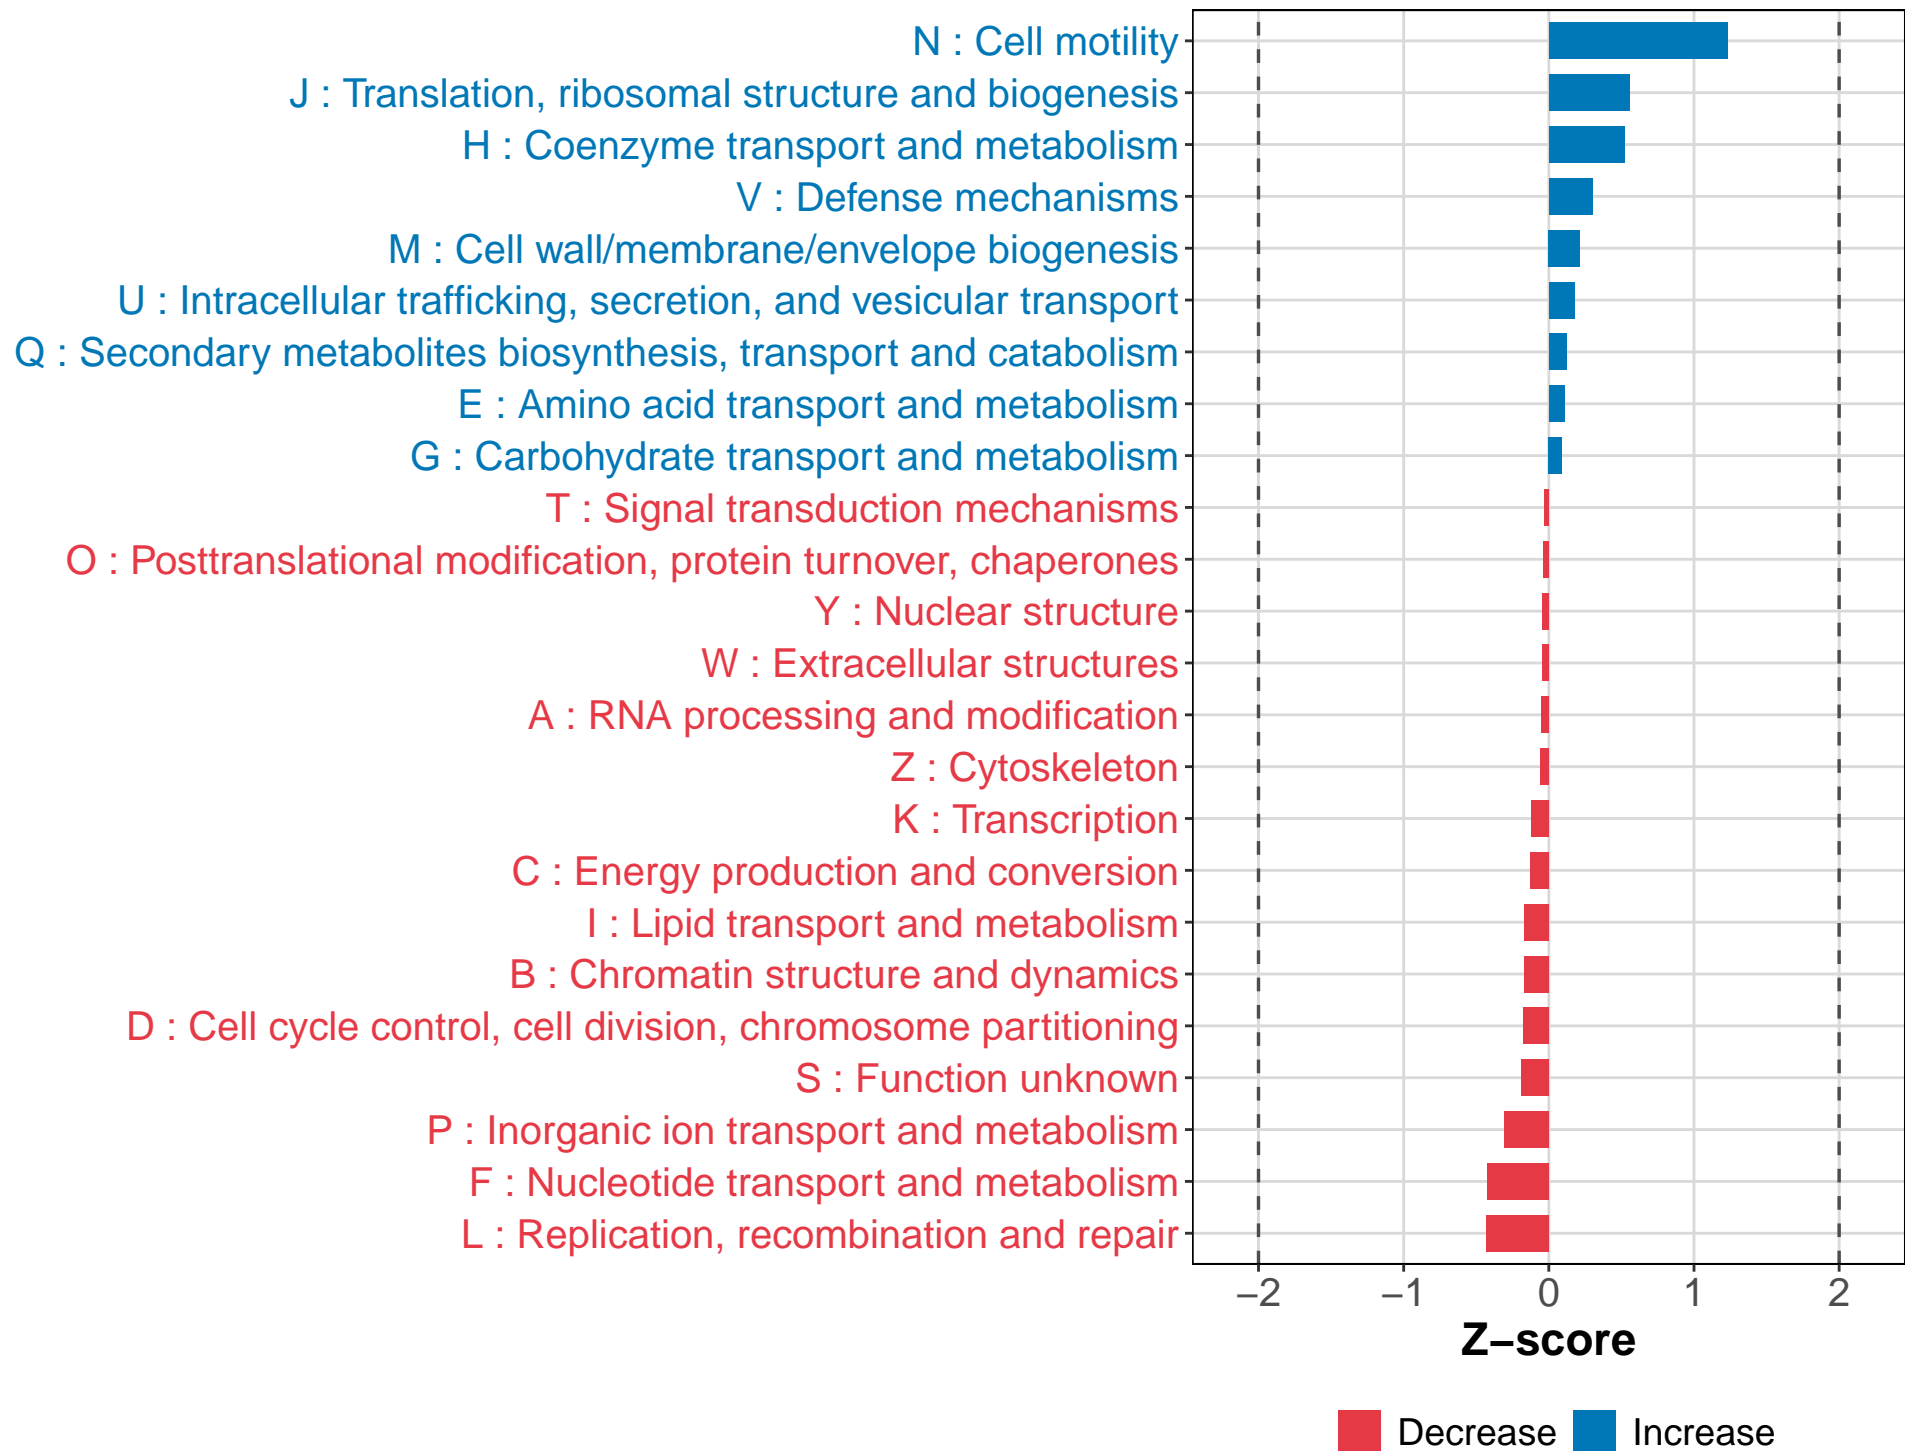 N : Cell motility
J : Translation, ribosomal structure and biogenesis
H : Coenzyme transport and metabolism
V : Defense mechanisms
M : Cell wall/membrane/envelope biogenesis
U : Intracellular trafficking, secretion, and vesicular transport
Q : Secondary metabolites biosynthesis, transport and catabolism
E : Amino acid transport and metabolism
G : Carbohydrate transport and metabolism
T : Signal transduction mechanisms
O : Posttranslational modification, protein turnover, chaperones
Y : Nuclear structure
W : Extracellular structures
A : RNA processing and modification
Z : Cytoskeleton
K : Transcription
C : Energy production and conversion
I : Lipid transport and metabolism
B : Chromatin structure and dynamics
D : Cell cycle control, cell division, chromosome partitioning
S : Function unknown
P : Inorganic ion transport and metabolism
F : Nucleotide transport and metabolism
L : Replication, recombination and repair
−2 −1 0 1 2
Z−score
Decrease Increase